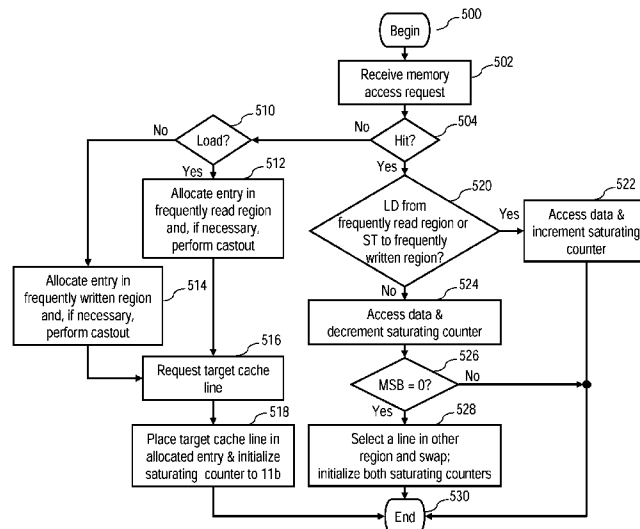 Begin
500
Receive memory
access request
502
510
Load?
No
Yes
Hit?
504
No
Yes
512
Allocate entry in
frequently read region
and, if necessary,
perform castout
520
LD from
frequently read region or
ST to frequently
written region?
Yes
No
522
Access data &
increment saturating
counter
Allocate entry in
frequently written region
and, if necessary,
perform castout
514
524
Access data &
decrement saturating counter
516
Request target cache
line
526
MSB = 0?
No
Yes
518
Place target cache line in
allocated entry & initialize
saturating counter to 11b
528
Select a line in other
region and swap;
initialize both saturating counters
530
End